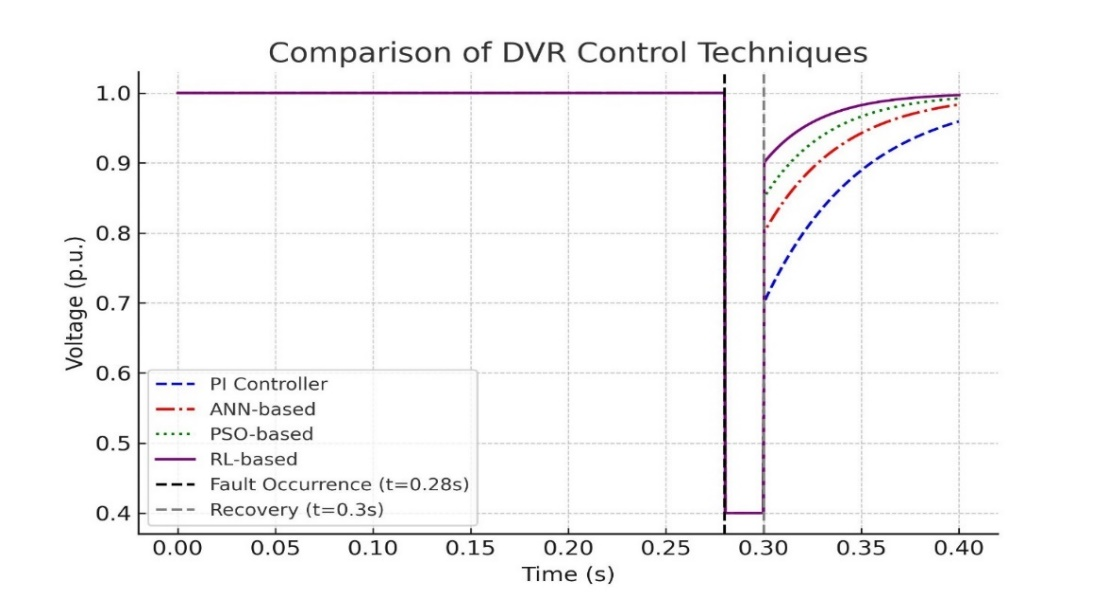 Comparison of DVR Control Techniques
Voltage (p.u.)
1.0
0.9
0.8
0.7
0.6
0.5
0.4
PI Controller
ANN-based
PSO-based
RL-based
Fault Occurrence (t=0.28s)
Recovery (t=0.3s)
0.00 0.05 0.10 0.15 0.20 0.25 0.30 0.35 0.40
Time (s)